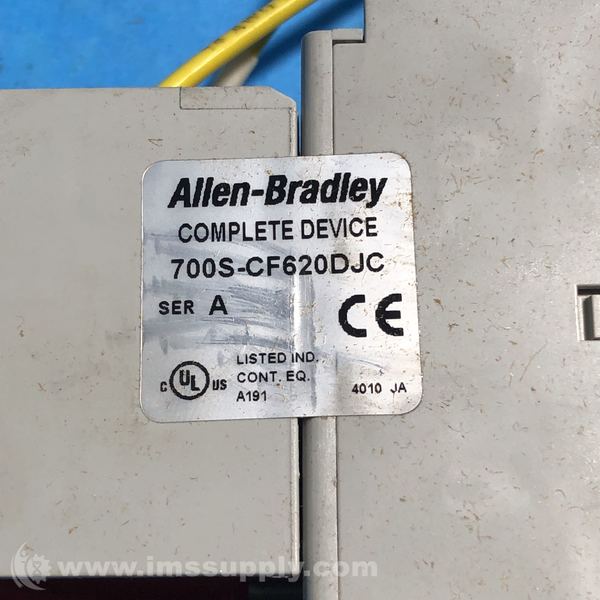 Allen-Bradley
COMPLETE DEVICE
700S-CF620DJC
SER A
CE
C UL US
LISTED IND.
CONT. EQ.
A191
4010 JA
www.imssupply.com